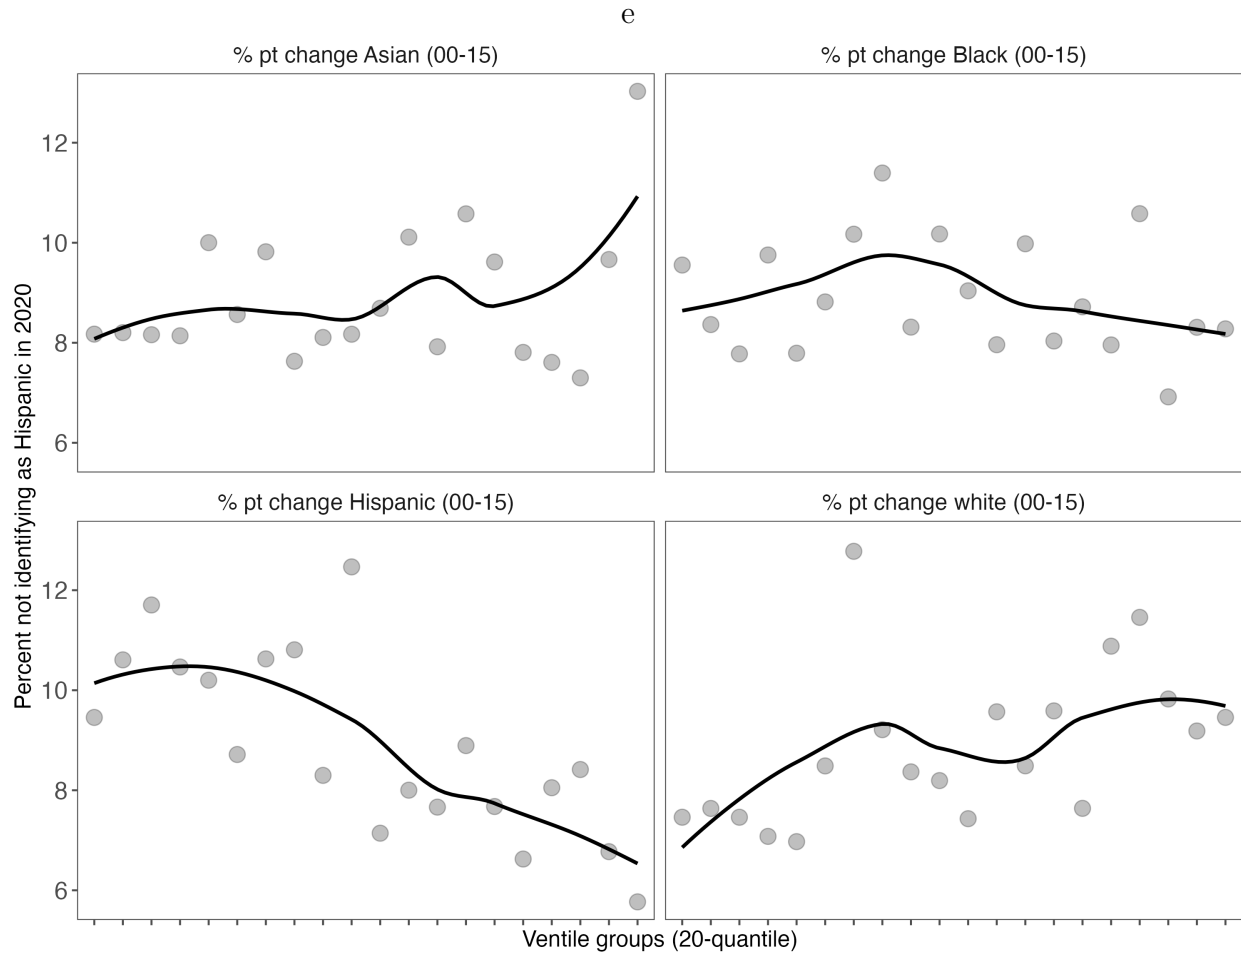 e
% pt change Asian (00-15)
% pt change Black (00-15)
12
10
8
6
% pt change Hispanic (00-15)
% pt change white (00-15)
12
10
8
6
Percent not identifying as Hispanic in 2020
Ventile groups (20-quantile)